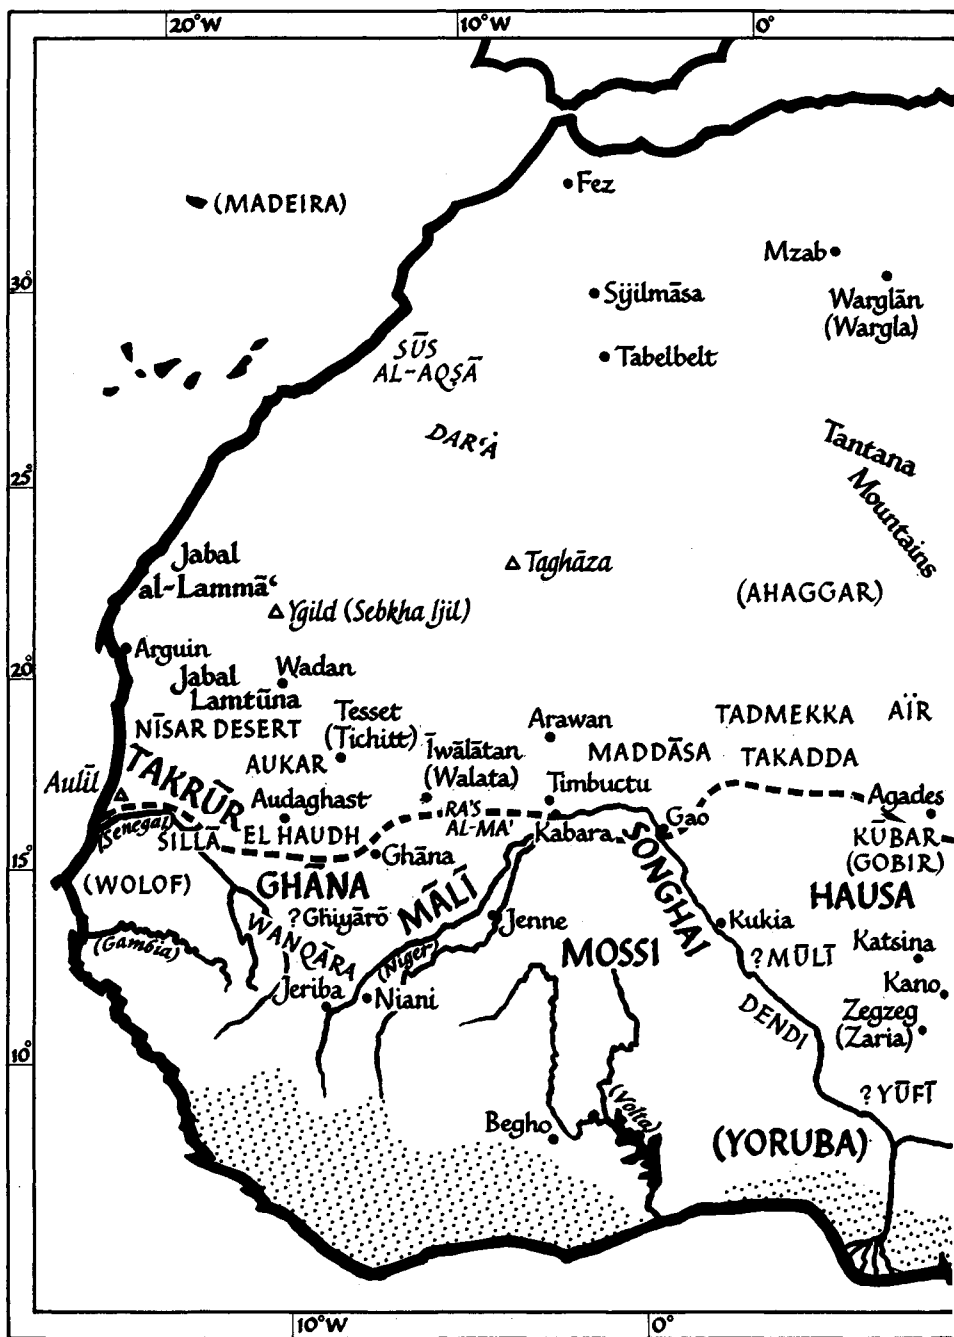 20°W
10°W
0°
Fez
(MADEIRA)
Mzab
30°
Sijilmāsa
Warglān
(Wargla)
SŪS
AL-AQṢĀ
Tabelbelt
DAR‘Ȧ
Tantana
Mountains
25°
Jabal
al-Lammā‘
Taghāza
(AHAGGAR)
Ygild (Sebkha Ijil)
Arguin
20°
Jabal
Lamtūna
Wadan
NĪSAR DESERT
Tesset
(Tichitt)
Arawan
TADMEKKA
AÏR
MADDĀSA
TAKADDA
AUKAR
Īwālātan
(Walata)
TAKRŪR
Aulīl
Audaghast
Timbuctu
Agades
RA'S
AL-MA'
(Senegal)
SILLĀ
EL HAUDH
Kabara
Gao
KŪBAR
(GOBIR)
15°
Ghāna
SONGHAI
(WOLOF)
GHĀNA
MĀLĪ
HAUSA
?Ghiyārō
Jenne
Kukia
WANQĀRA
(Gambia)
(Niger)
MOSSI
?MŪLĪ
Katsina
Jeriba
Niani
Kano
DENDI
Zegzeg
(Zaria)
10°
?YŪFĪ
Begho
(Volta)
(YORUBA)
10°W
0°